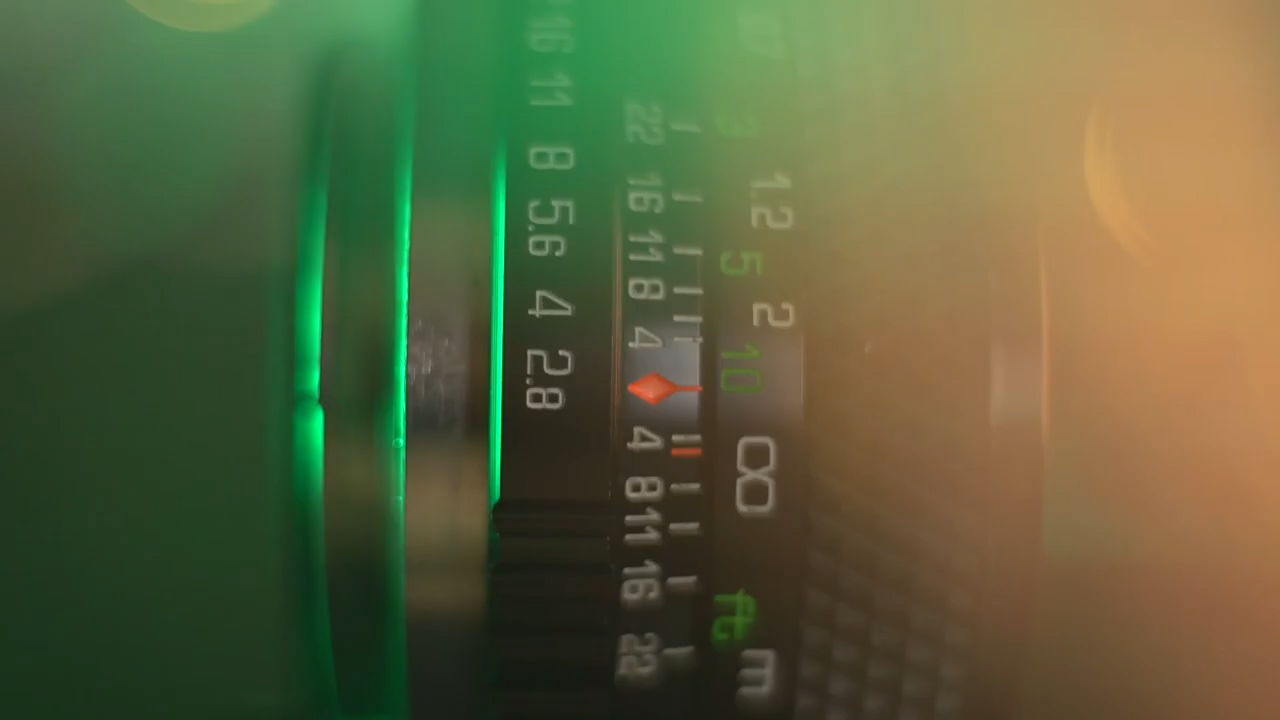 16 11 8 5.6 4 2.8
22 16 11 8 4 4 8 11 16 22
3 5 10 ft
1.2 2 ∞ m